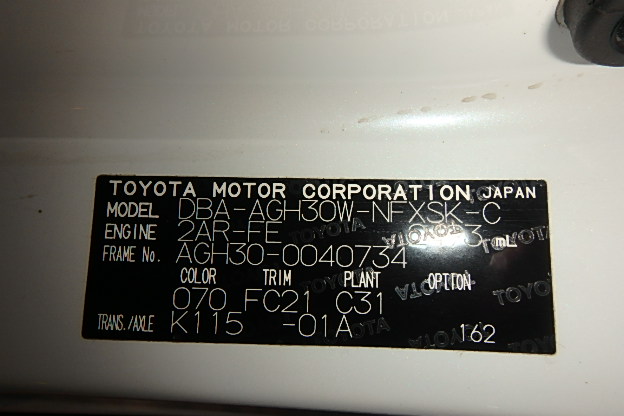 TOYOTA MOTOR CORPORATION JAPAN
MODEL DBA-AGH30W-NFXSK-C
ENGINE 2AR-FE mL
FRAME No. AGH30-0040734
COLOR TRIM PLANT OPTION
070 FC21 C31
TRANS./AXLE K115 -01A 162